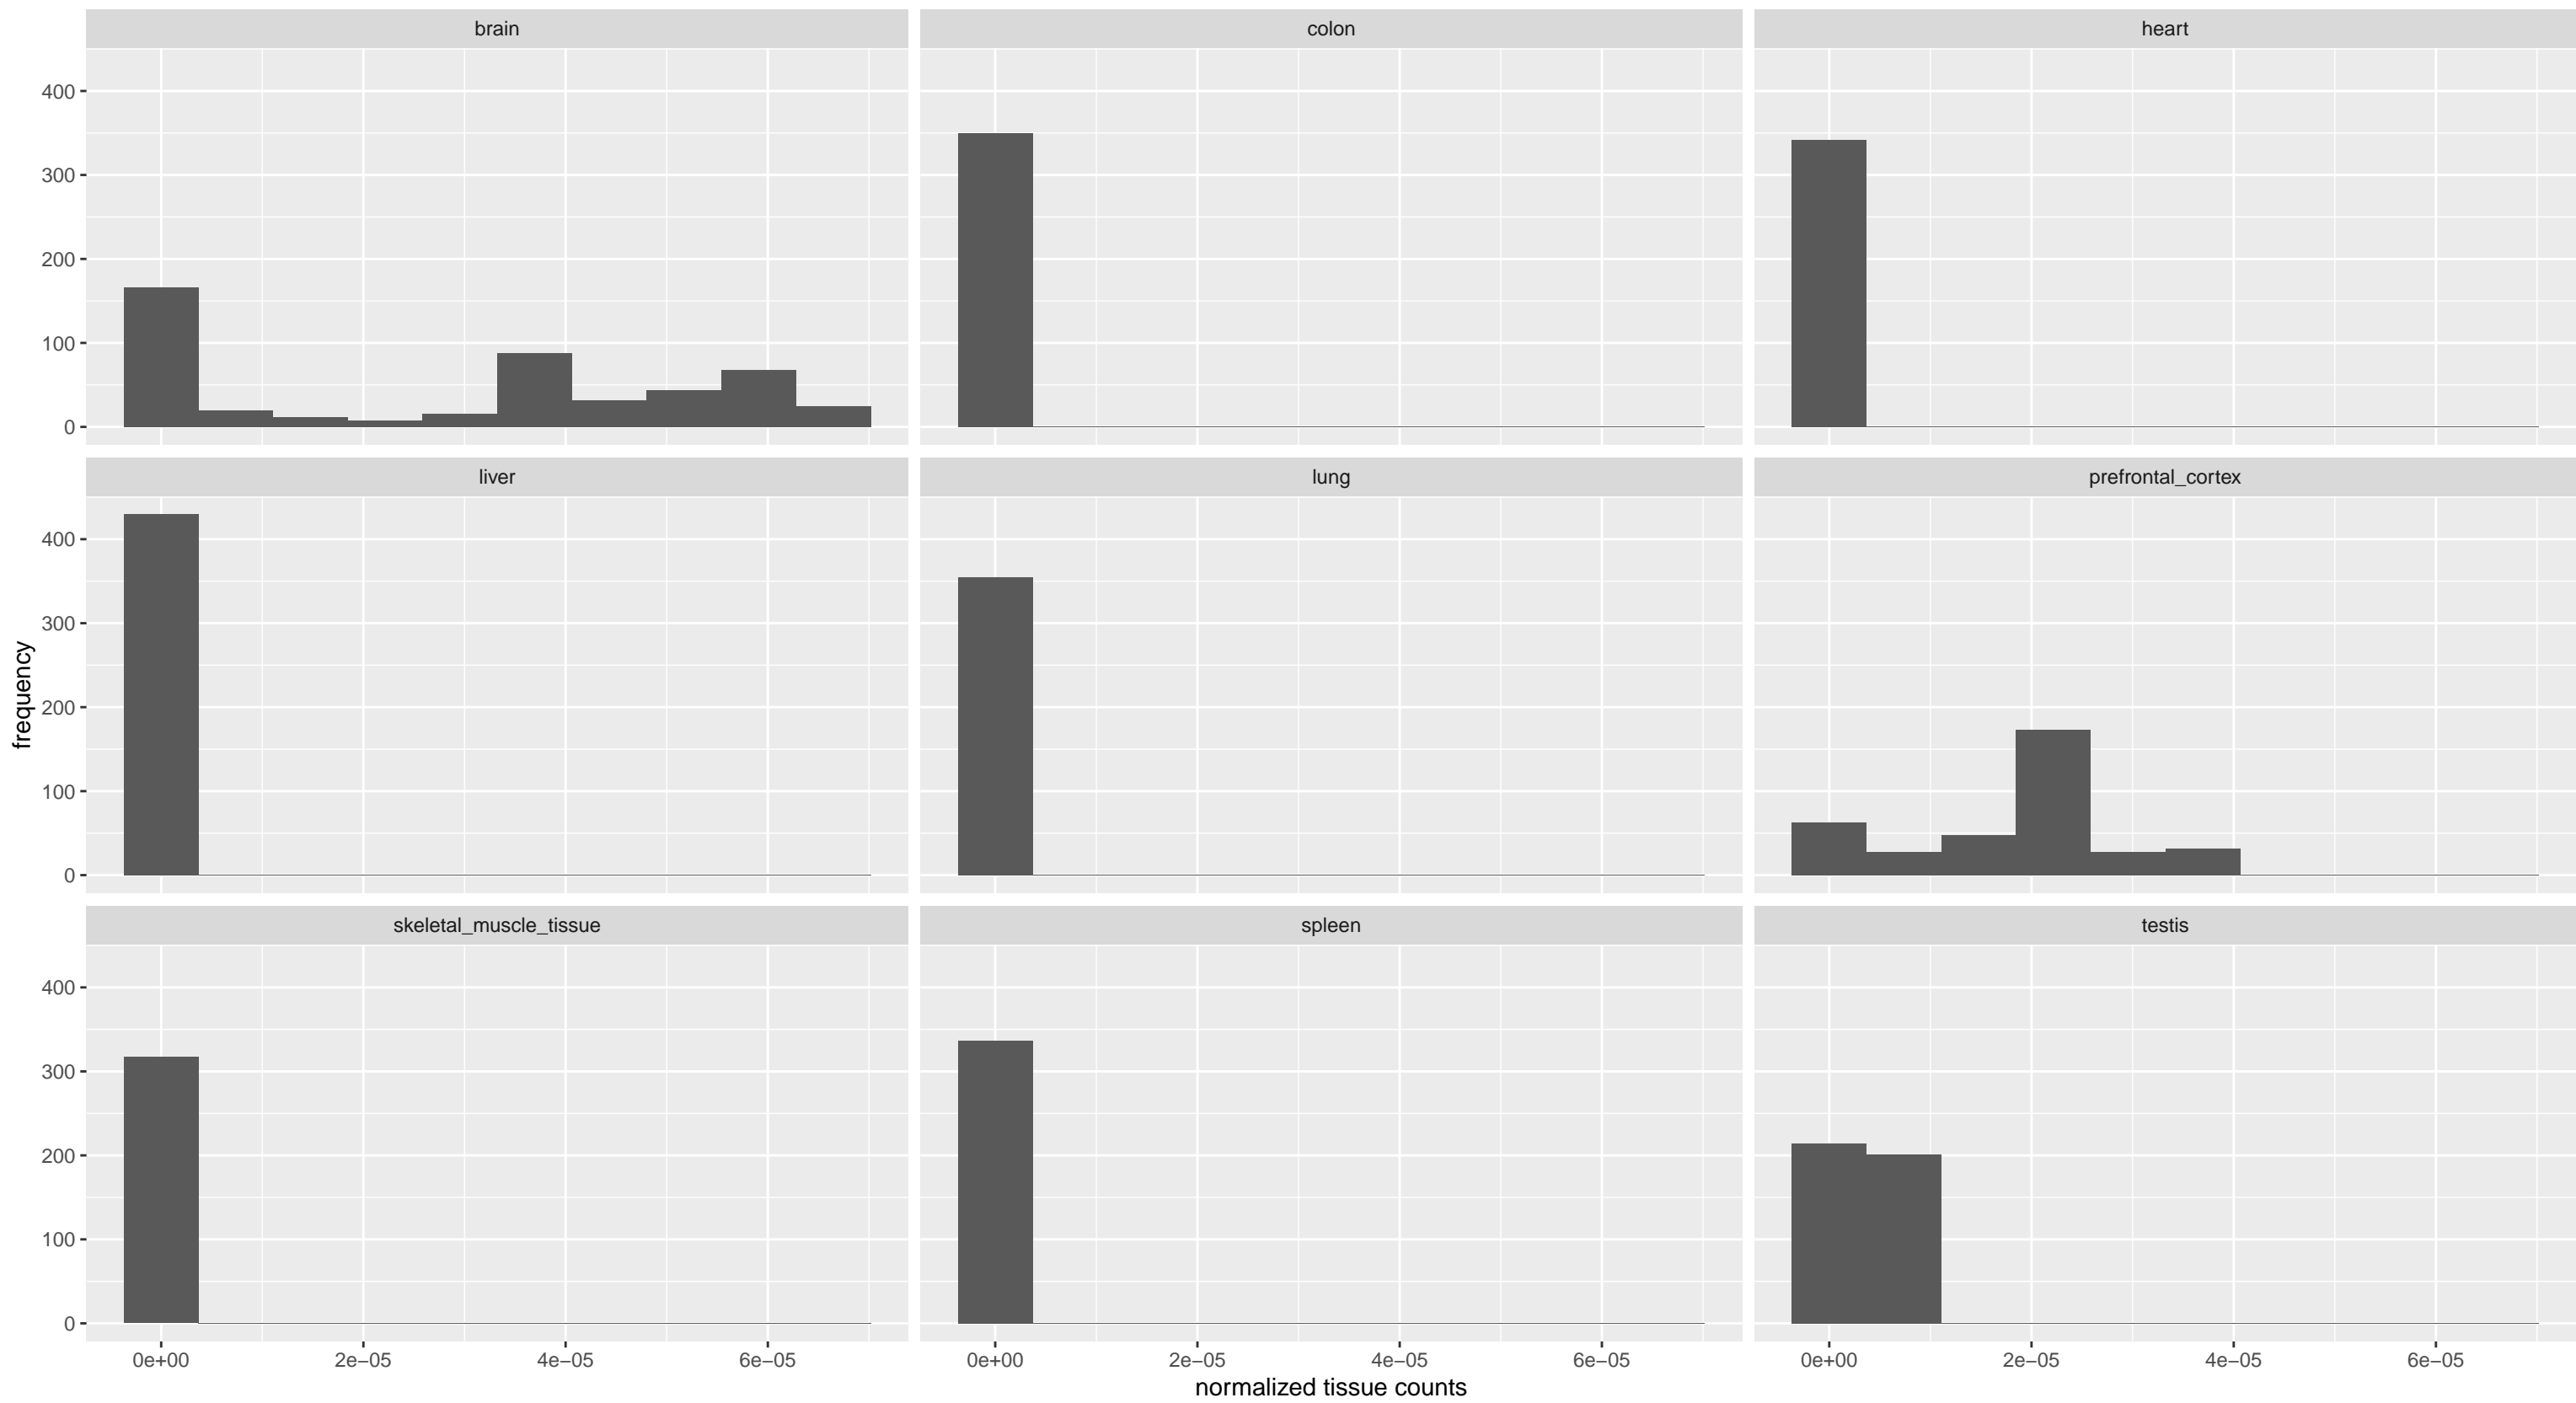 brain
colon
heart
400
300
200
100
0
liver
lung
prefrontal_cortex
400
300
200
100
0
frequency
skeletal_muscle_tissue
spleen
testis
400
300
200
100
0
0e+00 2e−05 4e−05 6e−05
0e+00 2e−05 4e−05 6e−05
0e+00 2e−05 4e−05 6e−05
normalized tissue counts